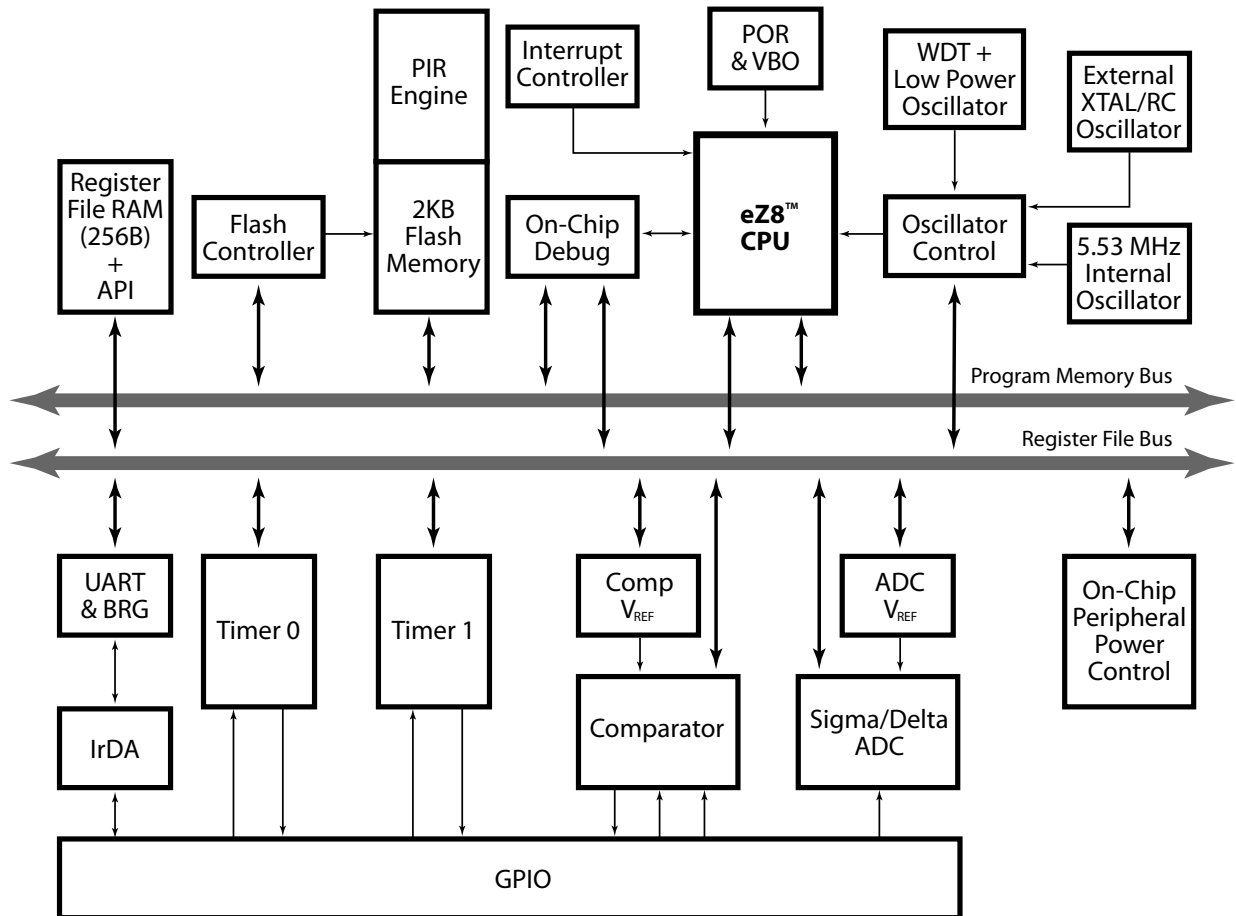 PIR
Engine
Interrupt
Controller
POR
& VBO
WDT +
Low Power
Oscillator
External
XTAL/RC
Oscillator
Register
File RAM
(256B)
+
API
Flash
Controller
2KB
Flash
Memory
On-Chip
Debug
eZ8™
CPU
Oscillator
Control
5.53 MHz
Internal
Oscillator
Program Memory Bus
Register File Bus
UART
& BRG
Timer 0
Timer 1
Comp
VREF
ADC
VREF
On-Chip
Peripheral
Power
Control
IrDA
Comparator
Sigma/Delta
ADC
GPIO